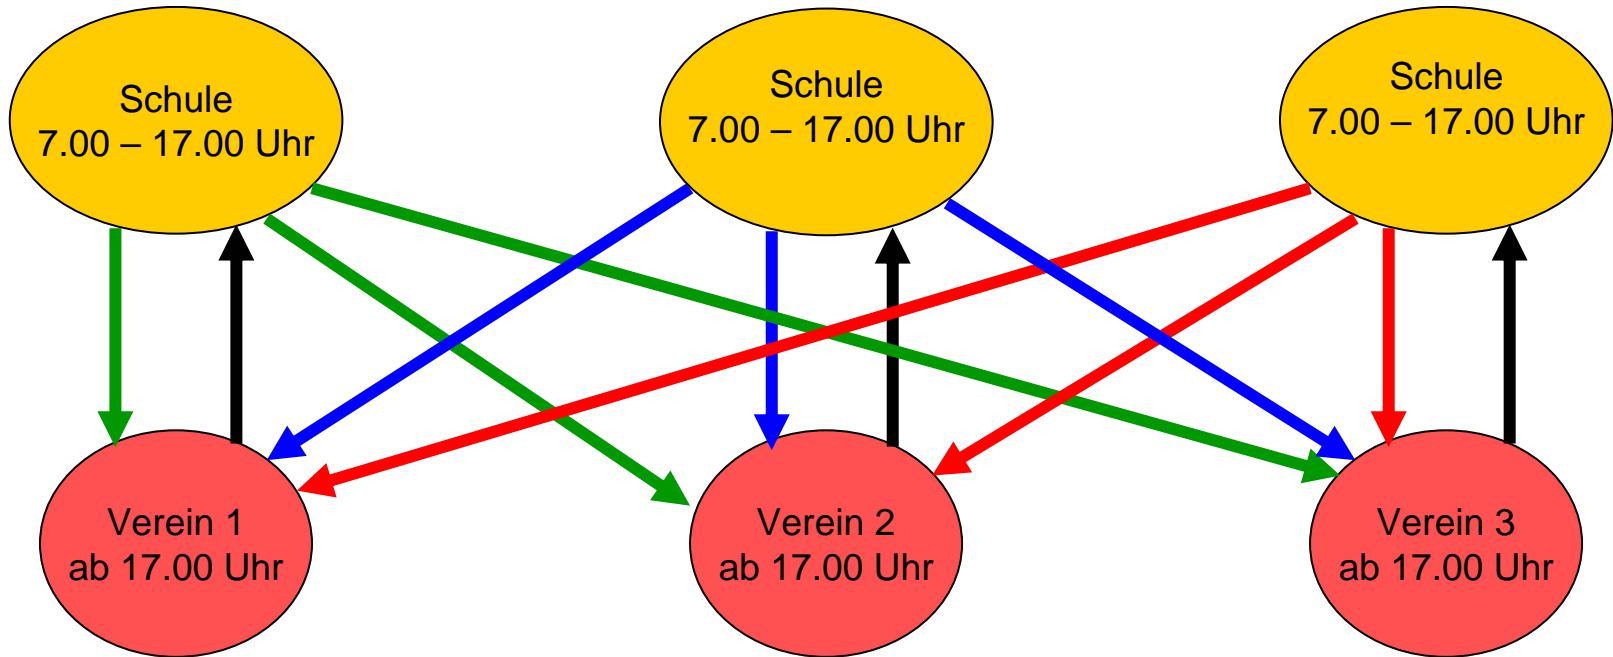 Schule
7.00 – 17.00 Uhr
Schule
7.00 – 17.00 Uhr
Schule
7.00 – 17.00 Uhr
Verein 1
ab 17.00 Uhr
Verein 2
ab 17.00 Uhr
Verein 3
ab 17.00 Uhr